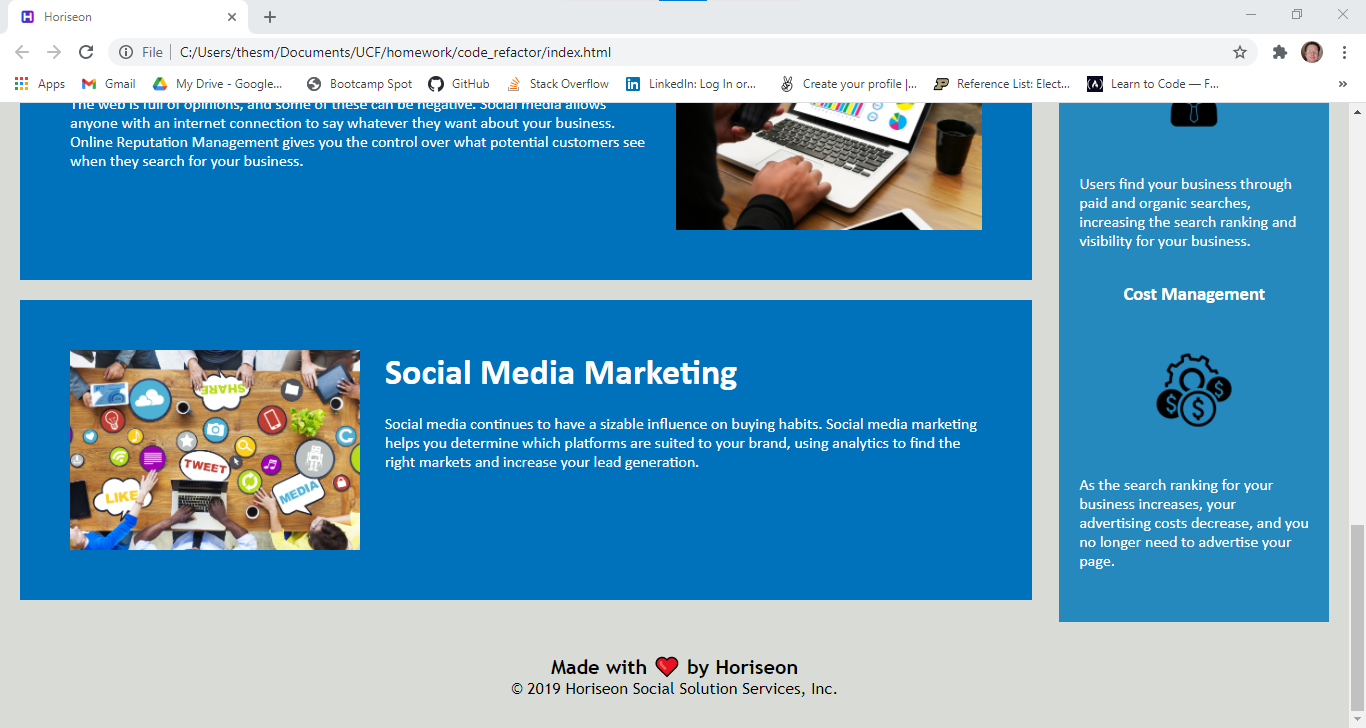 Horiseon
File
C:/Users/thesm/Documents/UCF/homework/code_refactor/index.html
Apps
Gmail
My Drive - Google...
Bootcamp Spot
GitHub
Stack Overflow
LinkedIn: Log In or...
Create your profile |...
Reference List: Elect...
Learn to Code — F...
The web is full of opinions, and some of these can be negative. Social media allows
anyone with an internet connection to say whatever they want about your business.
Online Reputation Management gives you the control over what potential customers see
when they search for your business.
Social Media Marketing
Social media continues to have a sizable influence on buying habits. Social media marketing
helps you determine which platforms are suited to your brand, using analytics to find the
right markets and increase your lead generation.
SHARE
TWEET
LIKE
MEDIA
Users find your business through
paid and organic searches,
increasing the search ranking and
visibility for your business.
Cost Management
$
$
$
As the search ranking for your
business increases, your
advertising costs decrease, and you
no longer need to advertise your
page.
Made with ❤️ by Horiseon
© 2019 Horiseon Social Solution Services, Inc.